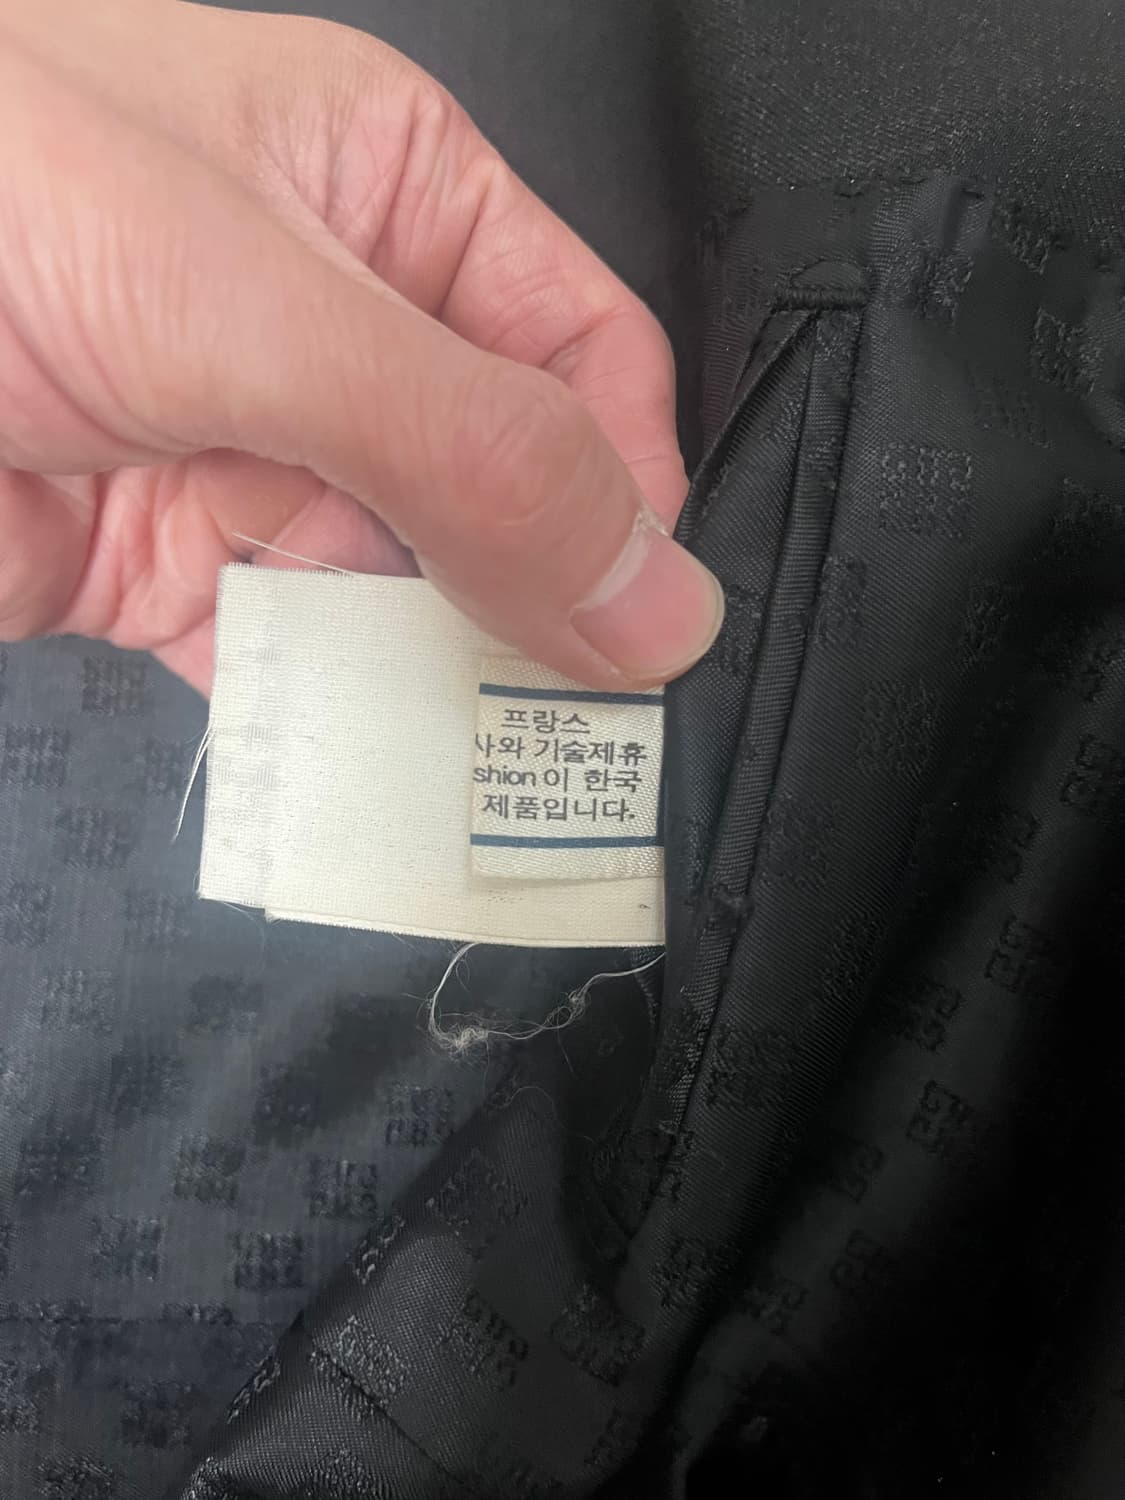 프랑스
사와 기술제휴
shion 이 한국
제품입니다.